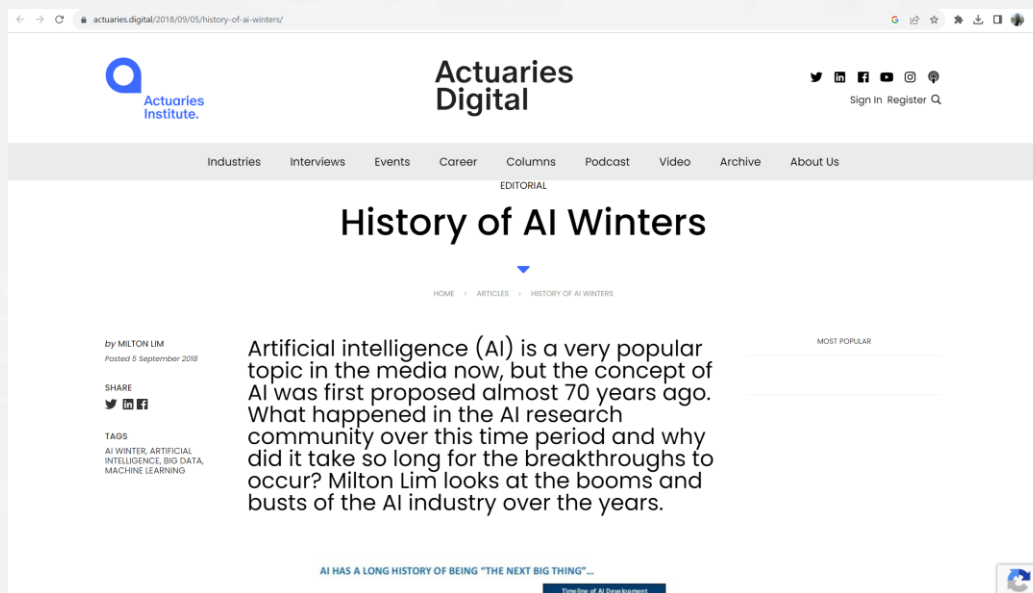 actuaries.digital/2018/09/05/history-of-ai-winters/
Actuaries
Institute.
Actuaries
Digital
Sign In Register
Industries Interviews Events Career Columns Podcast Video Archive About Us
EDITORIAL
History of AI Winters
HOME > ARTICLES > HISTORY OF AI WINTERS
by MILTON LIM
Posted 5 September 2018
SHARE
TAGS
AI WINTER, ARTIFICIAL
INTELLIGENCE, BIG DATA,
MACHINE LEARNING
Artificial intelligence (AI) is a very popular
topic in the media now, but the concept of
AI was first proposed almost 70 years ago.
What happened in the AI research
community over this time period and why
did it take so long for the breakthroughs to
occur? Milton Lim looks at the booms and
busts of the AI industry over the years.
MOST POPULAR
AI HAS A LONG HISTORY OF BEING “THE NEXT BIG THING”...
Timeline of AI Development